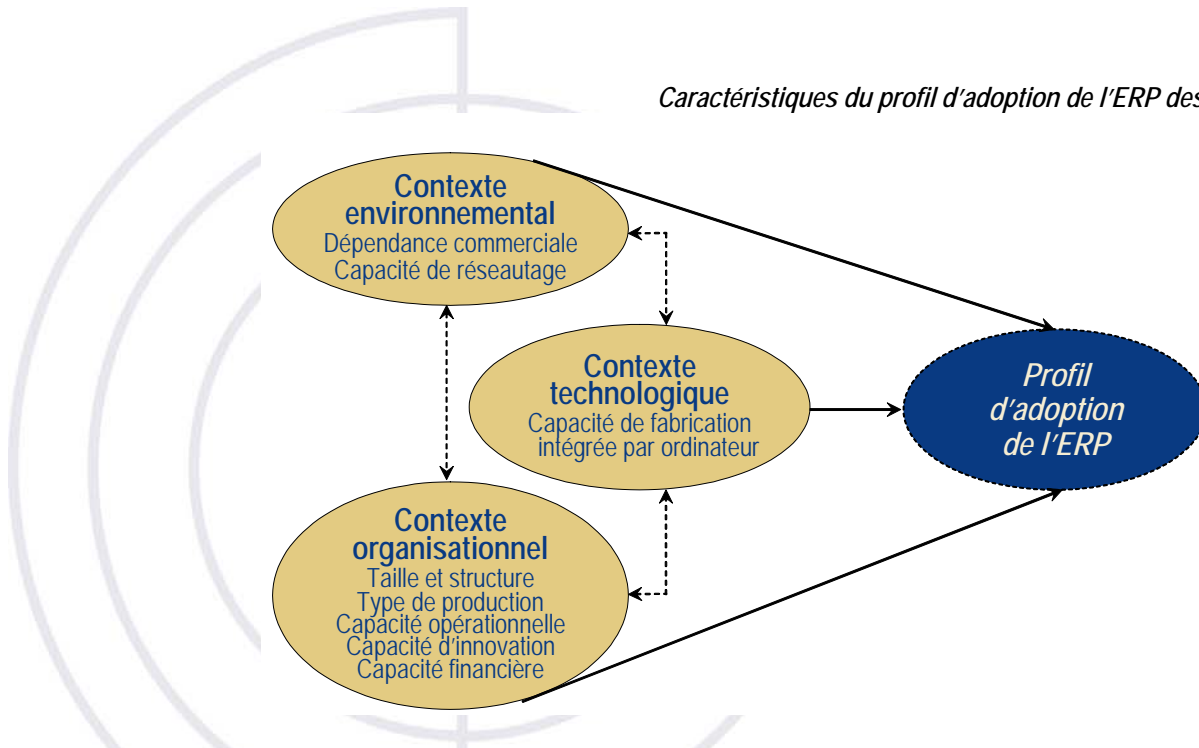 Caractéristiques du profil d'adoption de l'ERP des
Contexte
environnemental
Dépendance commerciale
Capacité de réseautage
Contexte
technologique
Capacité de fabrication
intégrée par ordinateur
Profil
d'adoption
de l'ERP
Contexte
organisationnel
Taille et structure
Type de production
Capacité opérationnelle
Capacité d'innovation
Capacité financière